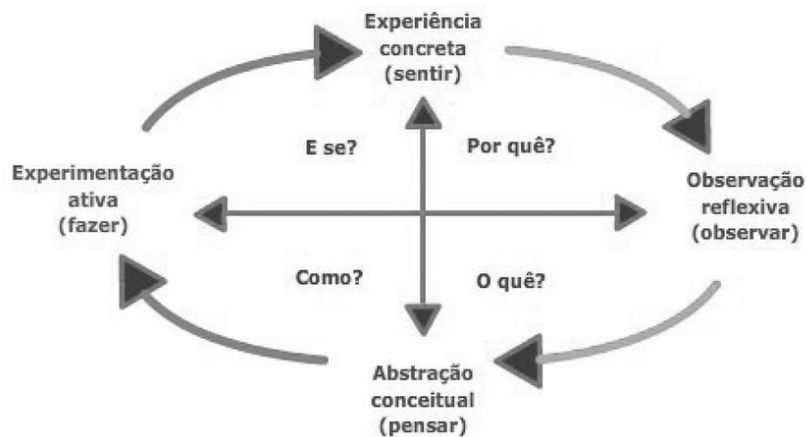 Experiência
concreta
(sentir)
E se?
Por quê?
Experimentação
ativa
(fazer)
Observação
reflexiva
(observar)
Como?
O quê?
Abstração
conceitual
(pensar)